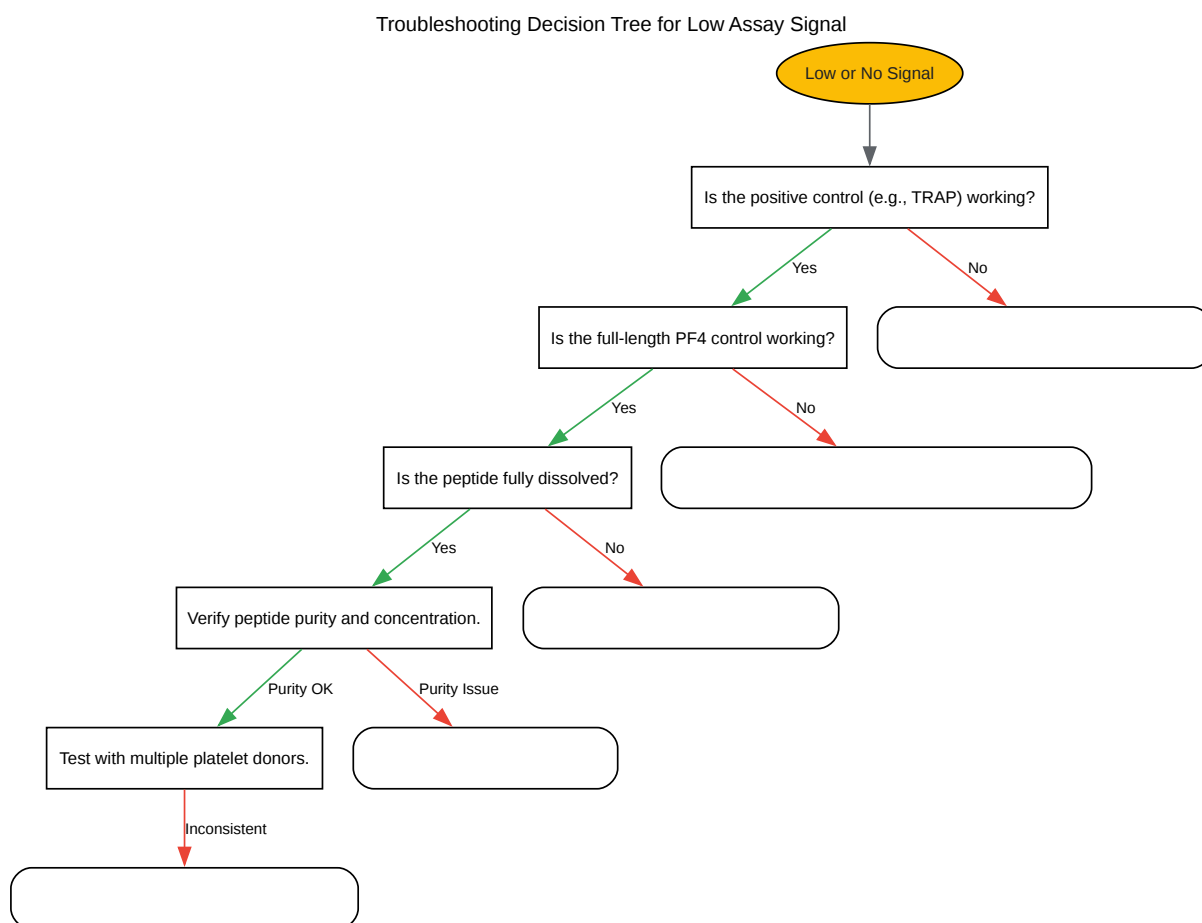 Troubleshooting Decision Tree for Low Assay Signal
Low or No Signal
Is the positive control (e.g., TRAP) working?
Yes
No
Is the full-length PF4 control working?
Yes
No
Is the peptide fully dissolved?
Yes
No
Verify peptide purity and concentration.
Purity OK
Purity Issue
Test with multiple platelet donors.
Inconsistent